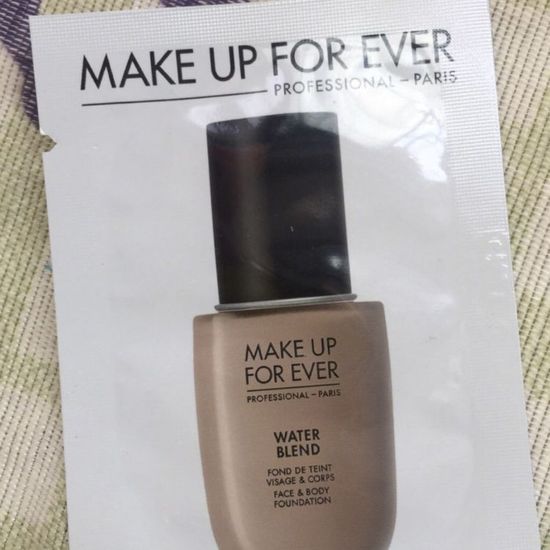 MAKE UP FOR EVER
PROFESSIONAL – PARIS
MAKE UP
FOR EVER
PROFESSIONAL – PARIS
WATER
BLEND
FOND DE TEINT
VISAGE & CORPS
FACE & BODY
FOUNDATION